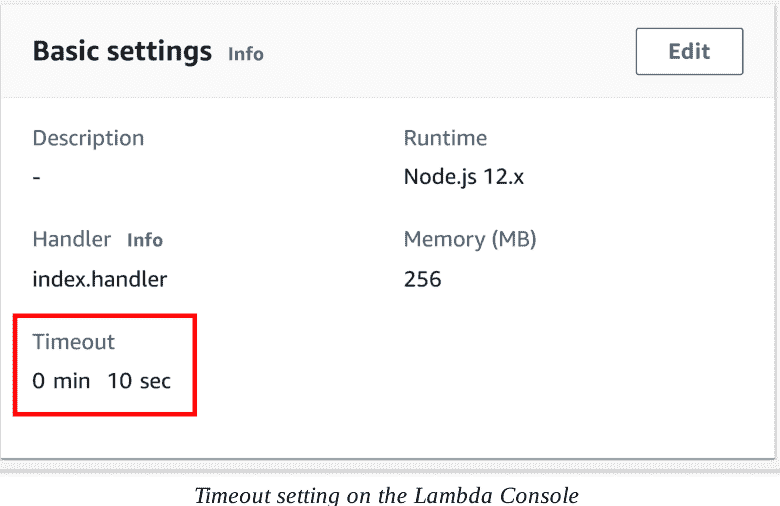 Basic settings Info
Edit
Description
-
Runtime
Node.js 12.x
Handler Info
index.handler
Memory (MB)
256
Timeout
0 min 10 sec
Timeout setting on the Lambda Console